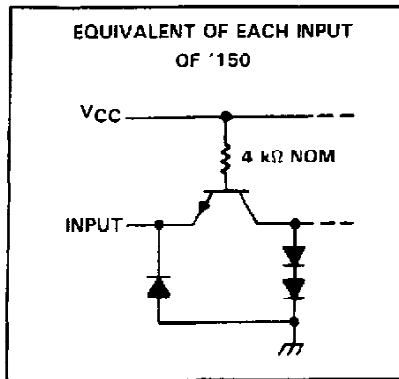 EQUIVALENT OF EACH INPUT
OF '150
VCC
4 kΩ NOM
INPUT